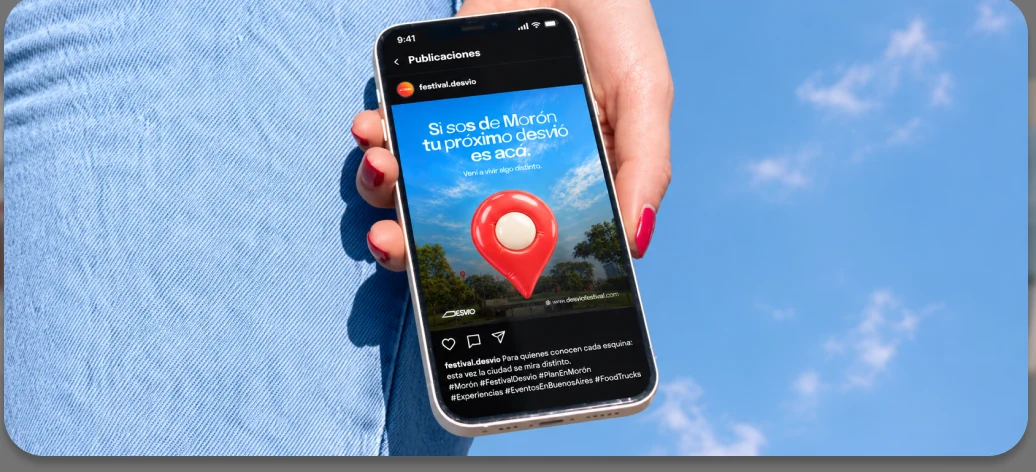 9:41
Publicaciones
festival.desvio
Si sos de Morón
tu próximo desvió
es acá.
Vení a vivir algo distinto.
www.desviofestival.com
DESVIO
festival.desvio Para quienes conocen cada esquina:
esta vez la ciudad se mira distinto.
#Morón #FestivalDesvio #PlanEnMorón
#Experiencias #EventosEnBuenosAires #FoodTrucks